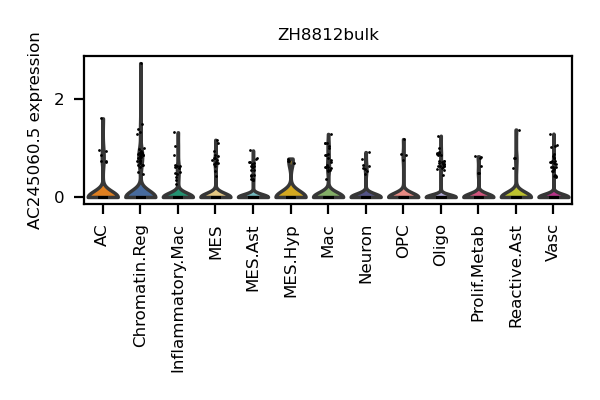 ZH8812bulk
AC245060.5 expression
2
0
AC
Chromatin.Reg
Inflammatory.Mac
MES
MES.Ast
MES.Hyp
Mac
Neuron
OPC
Oligo
Prolif.Metab
Reactive.Ast
Vasc